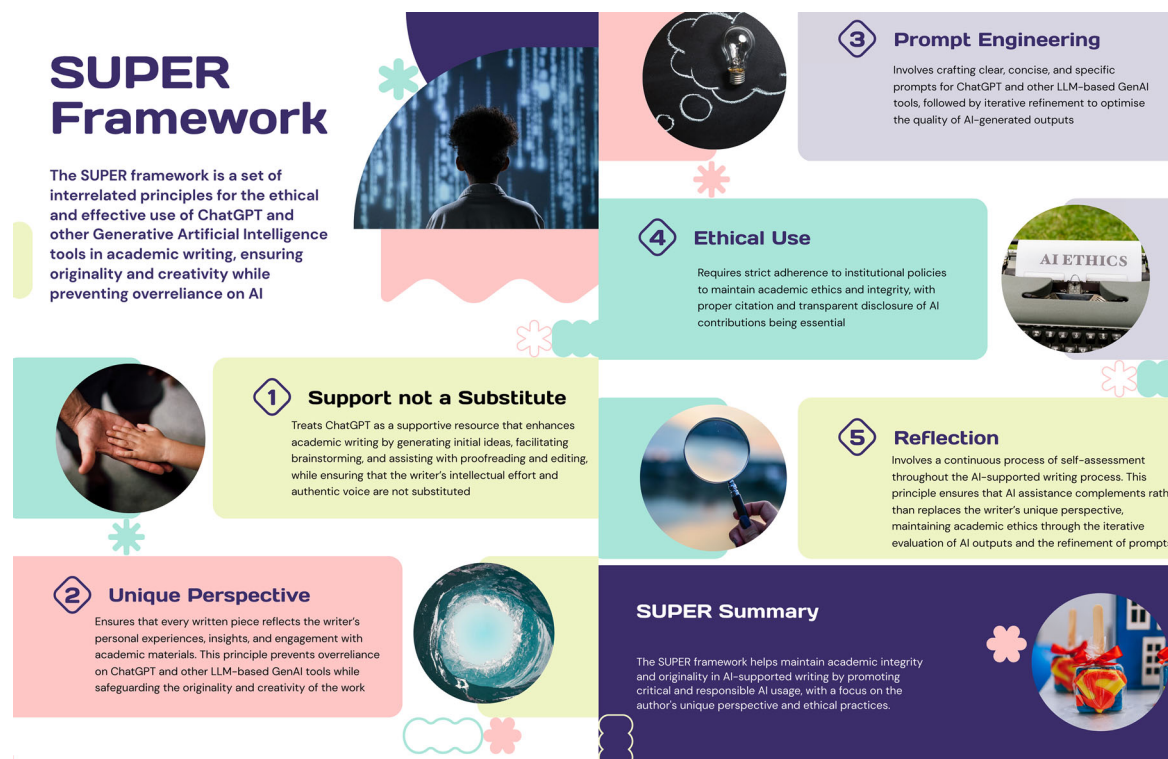 SUPER
Framework
The SUPER framework is a set of
interrelated principles for the ethical
and effective use of ChatGPT and
other Generative Artificial Intelligence
tools in academic writing, ensuring
originality and creativity while
preventing overreliance on AI
1
Support not a Substitute
Treats ChatGPT as a supportive resource that enhances
academic writing by generating initial ideas, facilitating
brainstorming, and assisting with proofreading and editing,
while ensuring that the writer's intellectual effort and
authentic voice are not substituted
2
Unique Perspective
Ensures that every written piece reflects the writer's
personal experiences, insights, and engagement with
academic materials. This principle prevents overreliance
on ChatGPT and other LLM-based GenAI tools while
safeguarding the originality and creativity of the work
3
Prompt Engineering
Involves crafting clear, concise, and specific
prompts for ChatGPT and other LLM-based GenAI
tools, followed by iterative refinement to optimise
the quality of AI-generated outputs
4
Ethical Use
Requires strict adherence to institutional policies
to maintain academic ethics and integrity, with
proper citation and transparent disclosure of AI
contributions being essential
AI ETHICS
5
Reflection
Involves a continuous process of self-assessment
throughout the AI-supported writing process. This
principle ensures that AI assistance complements rath
than replaces the writer's unique perspective,
maintaining academic ethics through the iterative
evaluation of AI outputs and the refinement of prompts
SUPER Summary
The SUPER framework helps maintain academic integrity
and originality in AI-supported writing by promoting
critical and responsible AI usage, with a focus on the
author's unique perspective and ethical practices.